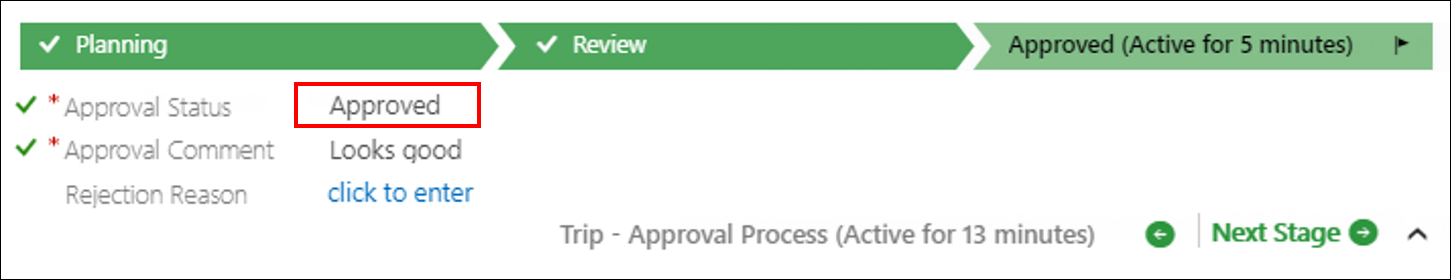 Planning Review Approved (Active for 5 minutes)
* Approval Status Approved
* Approval Comment Looks good
Rejection Reason click to enter
Trip - Approval Process (Active for 13 minutes) Next Stage